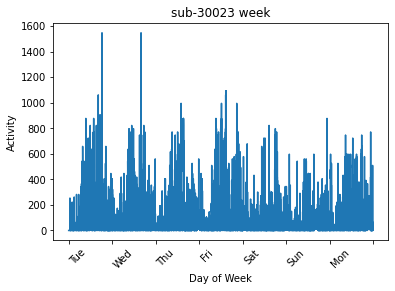 sub-30023 week
1600
1400
1200
1000
800
600
400
200
0
Activity
Tue
Wed
Thu
Fri
Sat
Sun
Mon
Day of Week